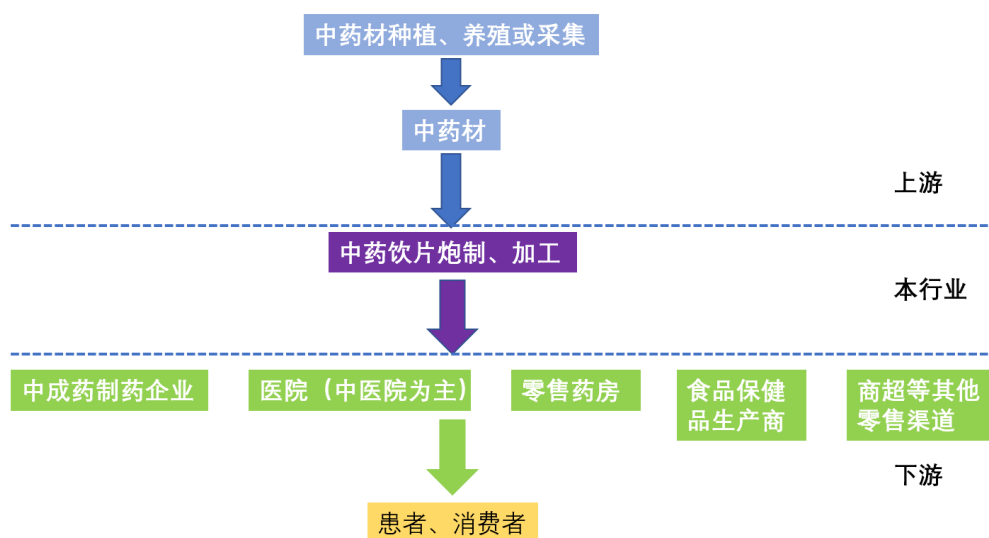 中药材种植、养殖或采集
中药材
上游
中药饮片炮制、加工
本行业
中成药制药企业
医院（中医院为主）
零售药房
食品保健
品生产商
商超等其他
零售渠道
下游
患者、消费者